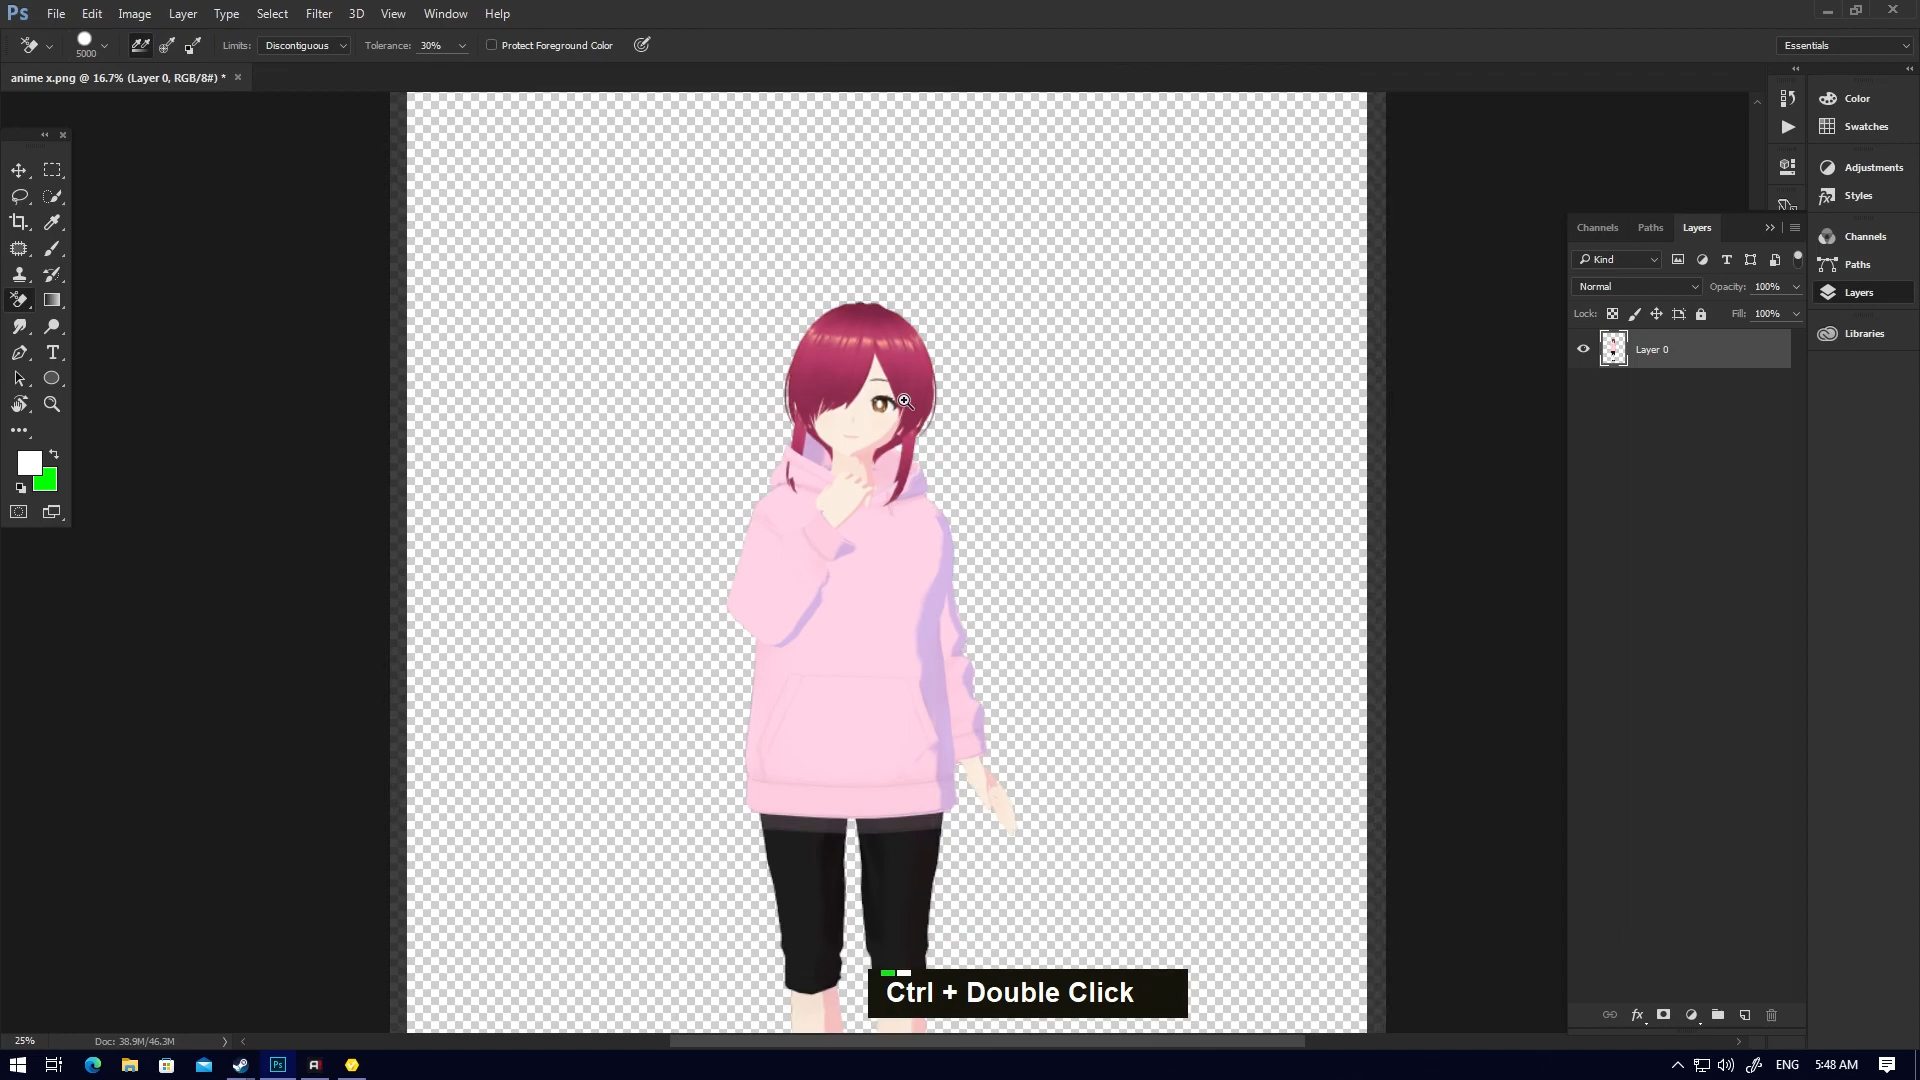 Ps File Edit Image Layer Type Select Filter 3D View Window Help
5000 Limits: Discontiguous Tolerance: 30% Protect Foreground Color Essentials
anime x.png @ 16.7% (Layer 0, RGB/8#) *
Color
Swatches
Adjustments
Styles
Channels
Paths
Layers
Libraries
Channels Paths Layers
Kind
Normal Opacity: 100%
Lock: Fill: 100%
Layer 0
fx
Ctrl + Double Click
25% Doc: 38.9M/46.3M
Ps ENG 5:48 AM